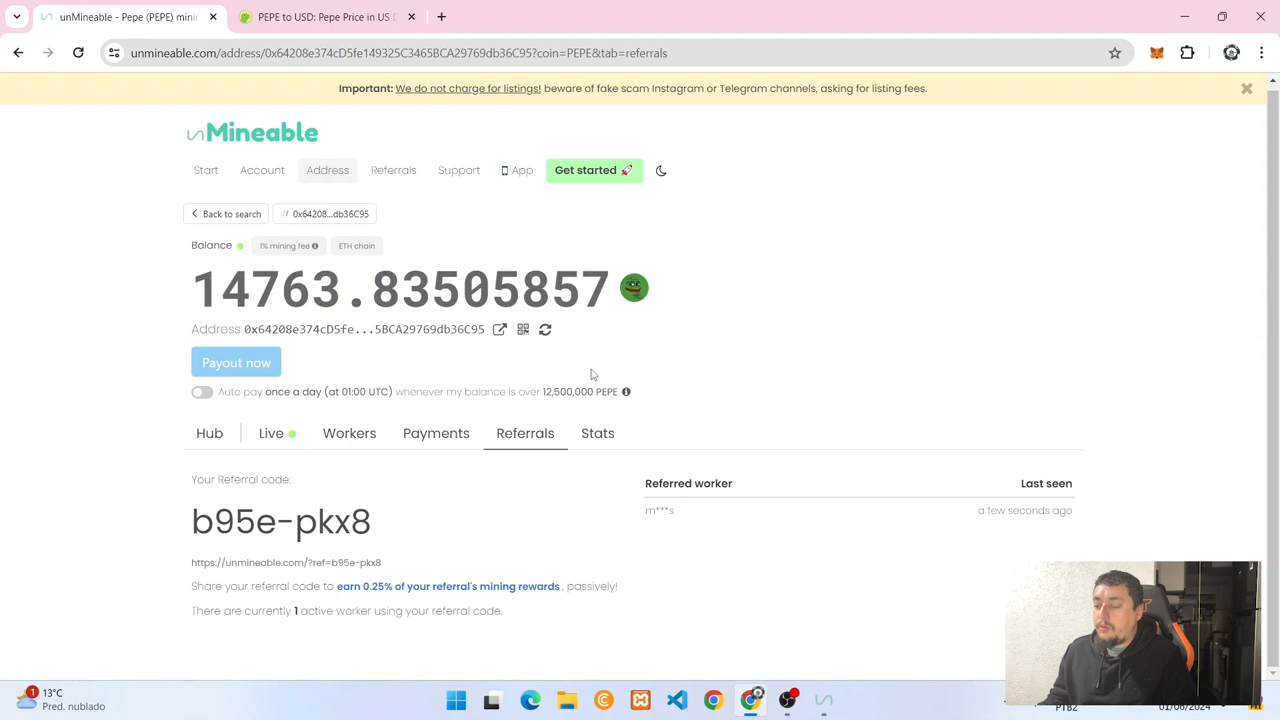 unMineable - Pepe (PEPE) mini
PEPE to USD: Pepe Price in US D
unmineable.com/address/0x64208e374cD5fe149325C3465BCA29769db36C95?coin=PEPE&tab=referrals
Important: We do not charge for listings! beware of fake scam Instagram or Telegram channels, asking for listing fees.
unMineable
Start Account Address Referrals Support App Get started 🚀
Back to search 0x64208...db36C95
Balance 1% mining fee ETH chain
14763.83505857
Address 0x64208e374cD5fe...5BCA29769db36C95
Payout now
Auto pay once a day (at 01:00 UTC) whenever my balance is over 12,500,000 PEPE
Hub Live Workers Payments Referrals Stats
Your Referral code:
b95e-pkx8
https://unmineable.com/?ref=b95e-pkx8
Share your referral code to earn 0.25% of your referral's mining rewards, passively!
There are currently 1 active worker using your referral code.
Referred worker Last seen
m***s a few seconds ago
1
13°C
Pred. nublado
PTB2
01/06/2024